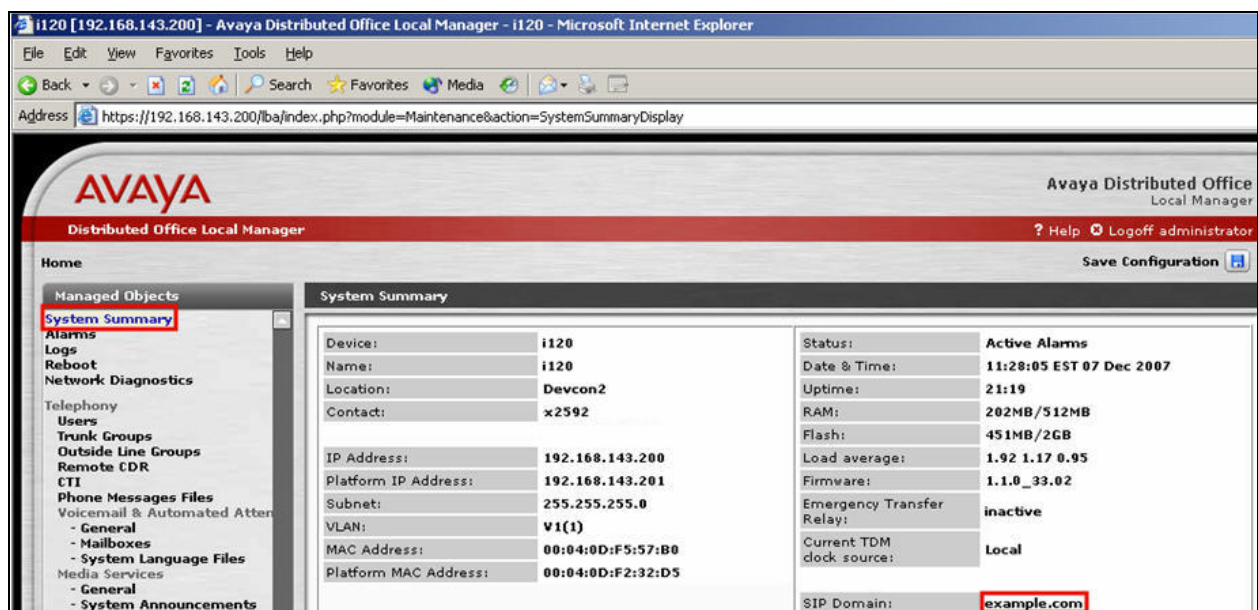 i120 [192.168.143.200] - Avaya Distributed Office Local Manager - i120 - Microsoft Internet Explorer
File Edit View Favorites Tools Help
Back Search Favorites Media
Address https://192.168.143.200/lba/index.php?module=Maintenance&action=SystemSummaryDisplay
AVAYA
Avaya Distributed Office
Local Manager
Distributed Office Local Manager
? Help Logoff administrator
Home
Save Configuration
Managed Objects
System Summary
Alarms
Logs
Reboot
Network Diagnostics
Telephony
Users
Trunk Groups
Outside Line Groups
Remote CDR
CTI
Phone Messages Files
Voicemail & Automated Atten
- General
- Mailboxes
- System Language Files
Media Services
- General
- System Announcements
System Summary
Device: i120
Name: i120
Location: Devcon2
Contact: x2592
IP Address: 192.168.143.200
Platform IP Address: 192.168.143.201
Subnet: 255.255.255.0
VLAN: V1(1)
MAC Address: 00:04:0D:F5:57:B0
Platform MAC Address: 00:04:0D:F2:32:D5
Status: Active Alarms
Date & Time: 11:28:05 EST 07 Dec 2007
Uptime: 21:19
RAM: 202MB/512MB
Flash: 451MB/2GB
Load average: 1.92 1.17 0.95
Firmware: 1.1.0_33.02
Emergency Transfer
Relay: inactive
Current TDM
clock source: Local
SIP Domain: example.com